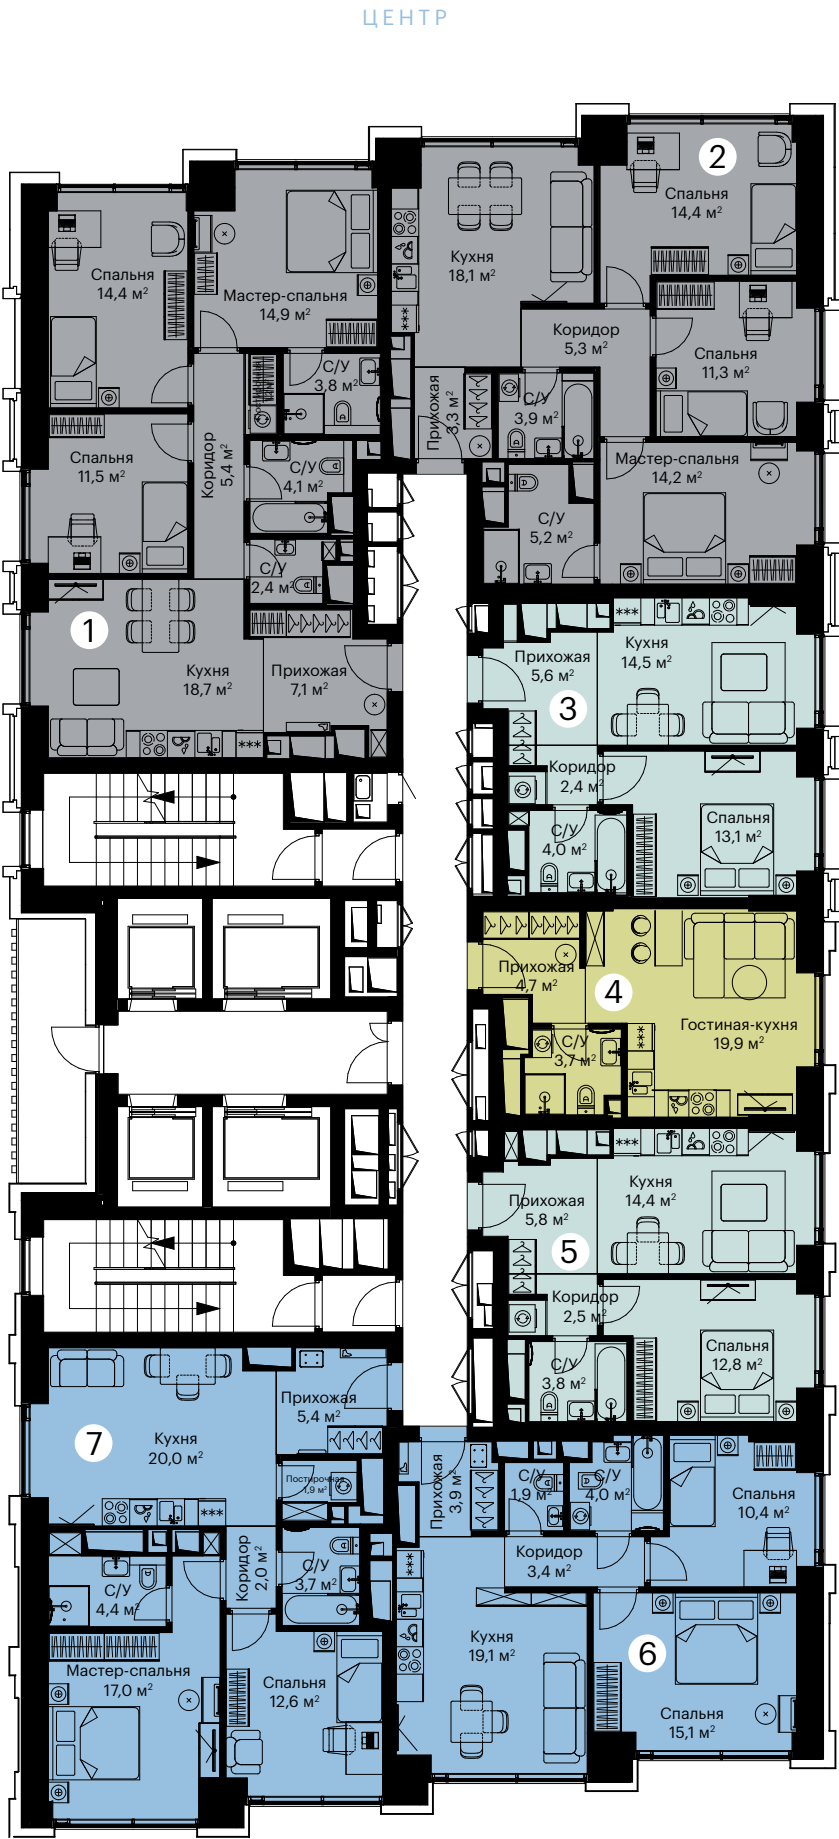 ЦЕНТР
2
Спальня
14,4 м²
Кухня
18,1 м²
Спальня
14,4 м²
Мастер-спальня
14,9 м²
Коридор
5,3 м²
Спальня
11,3 м²
С/У
3,8 м²
Прихожая
3,3 м²
С/У
3,9 м²
Коридор
5,4 м²
Спальня
11,5 м²
С/У
4,1 м²
Мастер-спальня
14,2 м²
С/У
5,2 м²
С/У
2,4 м²
1
Кухня
18,7 м²
Прихожая
7,1 м²
Прихожая
5,6 м²
Кухня
14,5 м²
3
Коридор
2,4 м²
С/У
4,0 м²
Спальня
13,1 м²
Прихожая
4,7 м²
4
Гостиная-кухня
19,9 м²
С/У
3,7 м²
Прихожая
5,8 м²
Кухня
14,4 м²
5
Коридор
2,5 м²
С/У
3,8 м²
Спальня
12,8 м²
7
Кухня
20,0 м²
Прихожая
5,4 м²
Постирочная
1,9 м²
Прихожая
3,9 м²
С/У
1,9 м²
С/У
4,0 м²
Спальня
10,4 м²
Коридор
3,4 м²
С/У
4,4 м²
Коридор
2,0 м²
С/У
3,7 м²
Мастер-спальня
17,0 м²
Спальня
12,6 м²
Кухня
19,1 м²
6
Спальня
15,1 м²